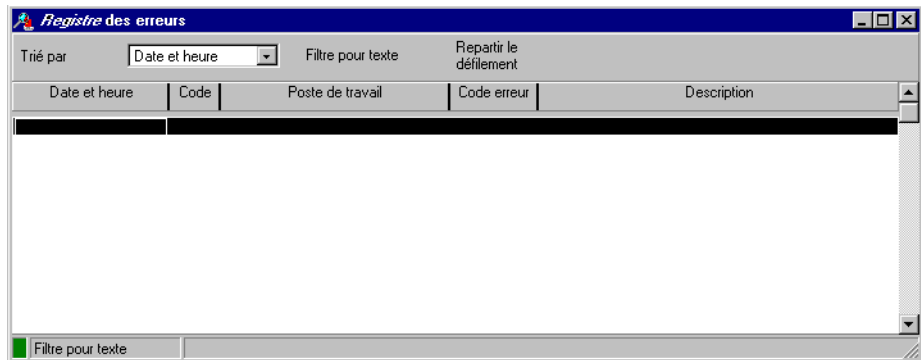 Registre des erreurs
Trié par
Date et heure
Filtre pour texte
Repartir le
défilement
Date et heure Code Poste de travail Code erreur Description
Filtre pour texte